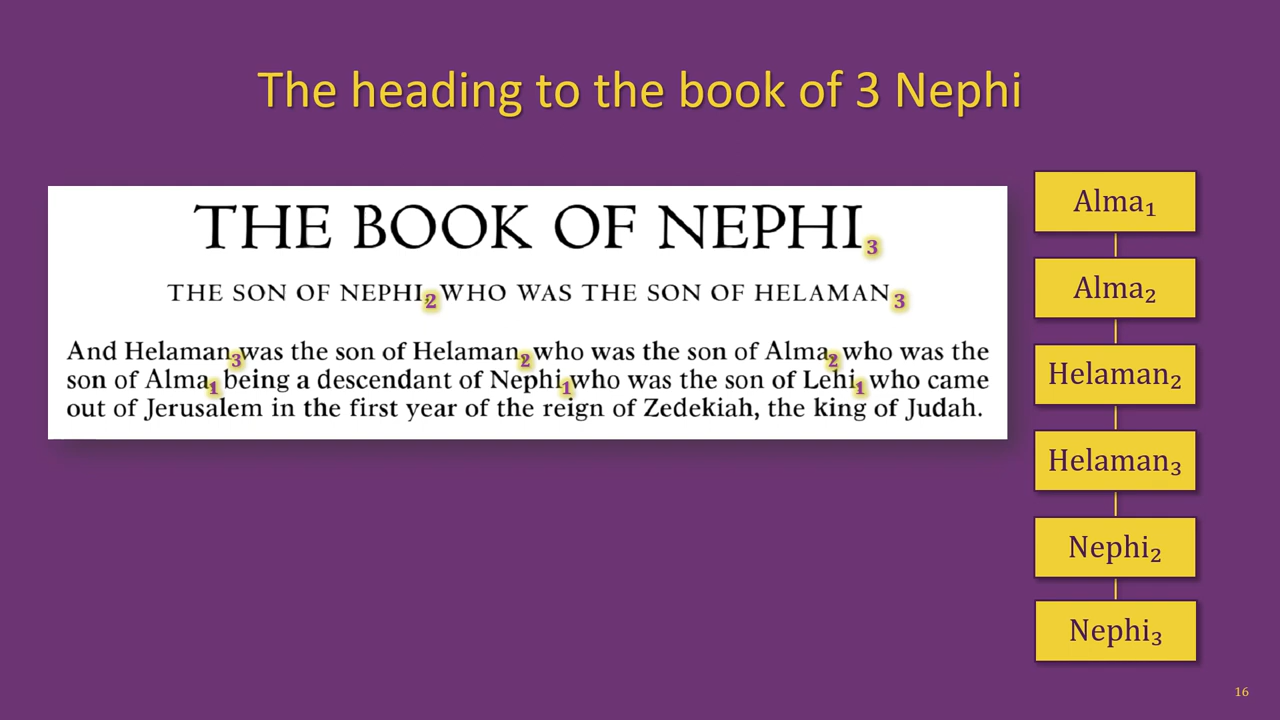 The heading to the book of 3 Nephi
THE BOOK OF NEPHI₃
THE SON OF NEPHI₂ WHO WAS THE SON OF HELAMAN₃
And Helaman₃ was the son of Helaman₂ who was the son of Alma₂ who was the
son of Alma₁ being a descendant of Nephi₁ who was the son of Lehi₁ who came
out of Jerusalem in the first year of the reign of Zedekiah, the king of Judah.
Alma₁
Alma₂
Helaman₂
Helaman₃
Nephi₂
Nephi₃
16